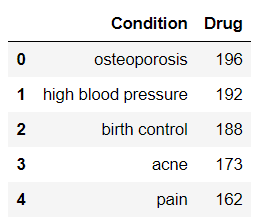 Condition Drug
0 osteoporosis 196
1 high blood pressure 192
2 birth control 188
3 acne 173
4 pain 162